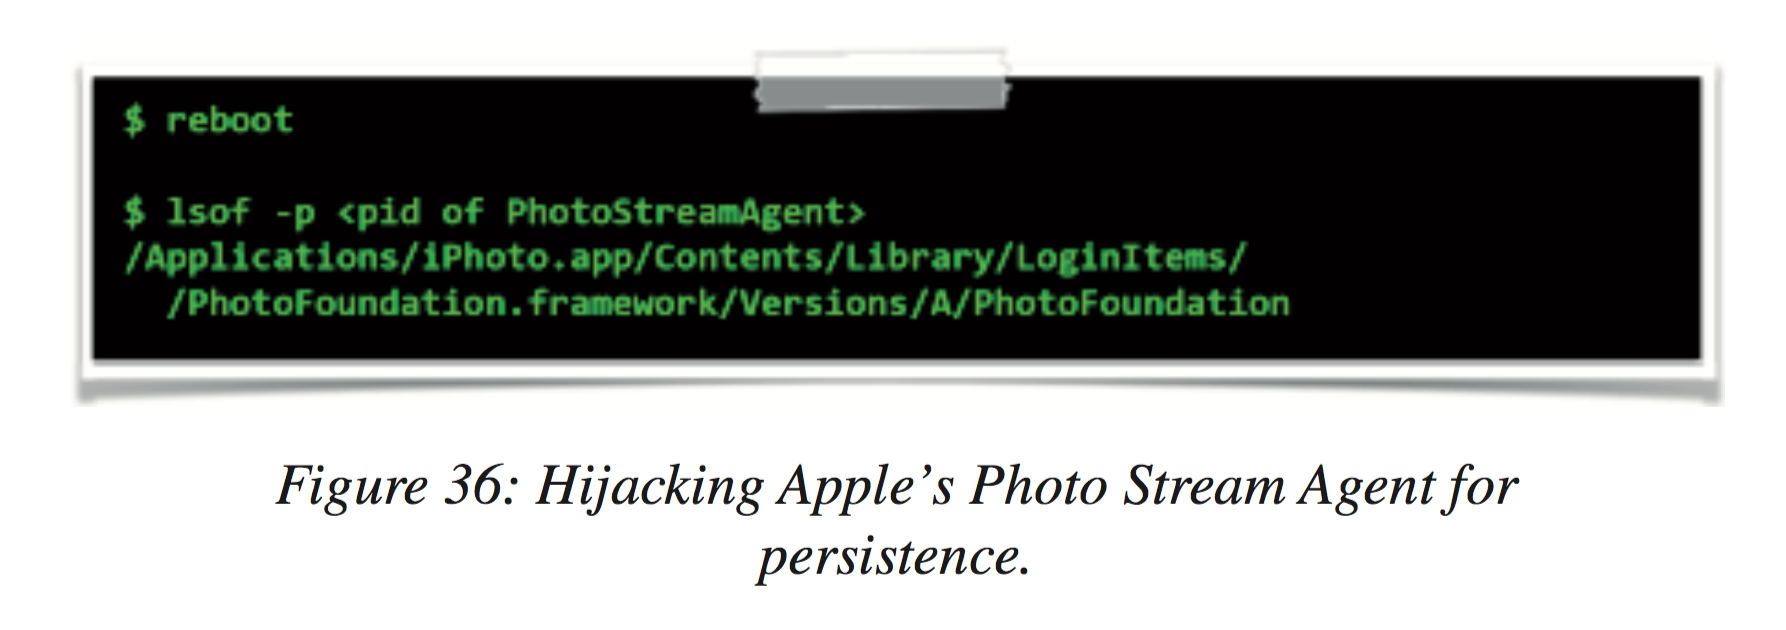 $ reboot
$ lsof -p <pid of PhotoStreamAgent>
/Applications/iPhoto.app/Contents/Library/LoginItems/
/PhotoFoundation.framework/Versions/A/PhotoFoundation
Figure 36: Hijacking Apple’s Photo Stream Agent for
persistence.